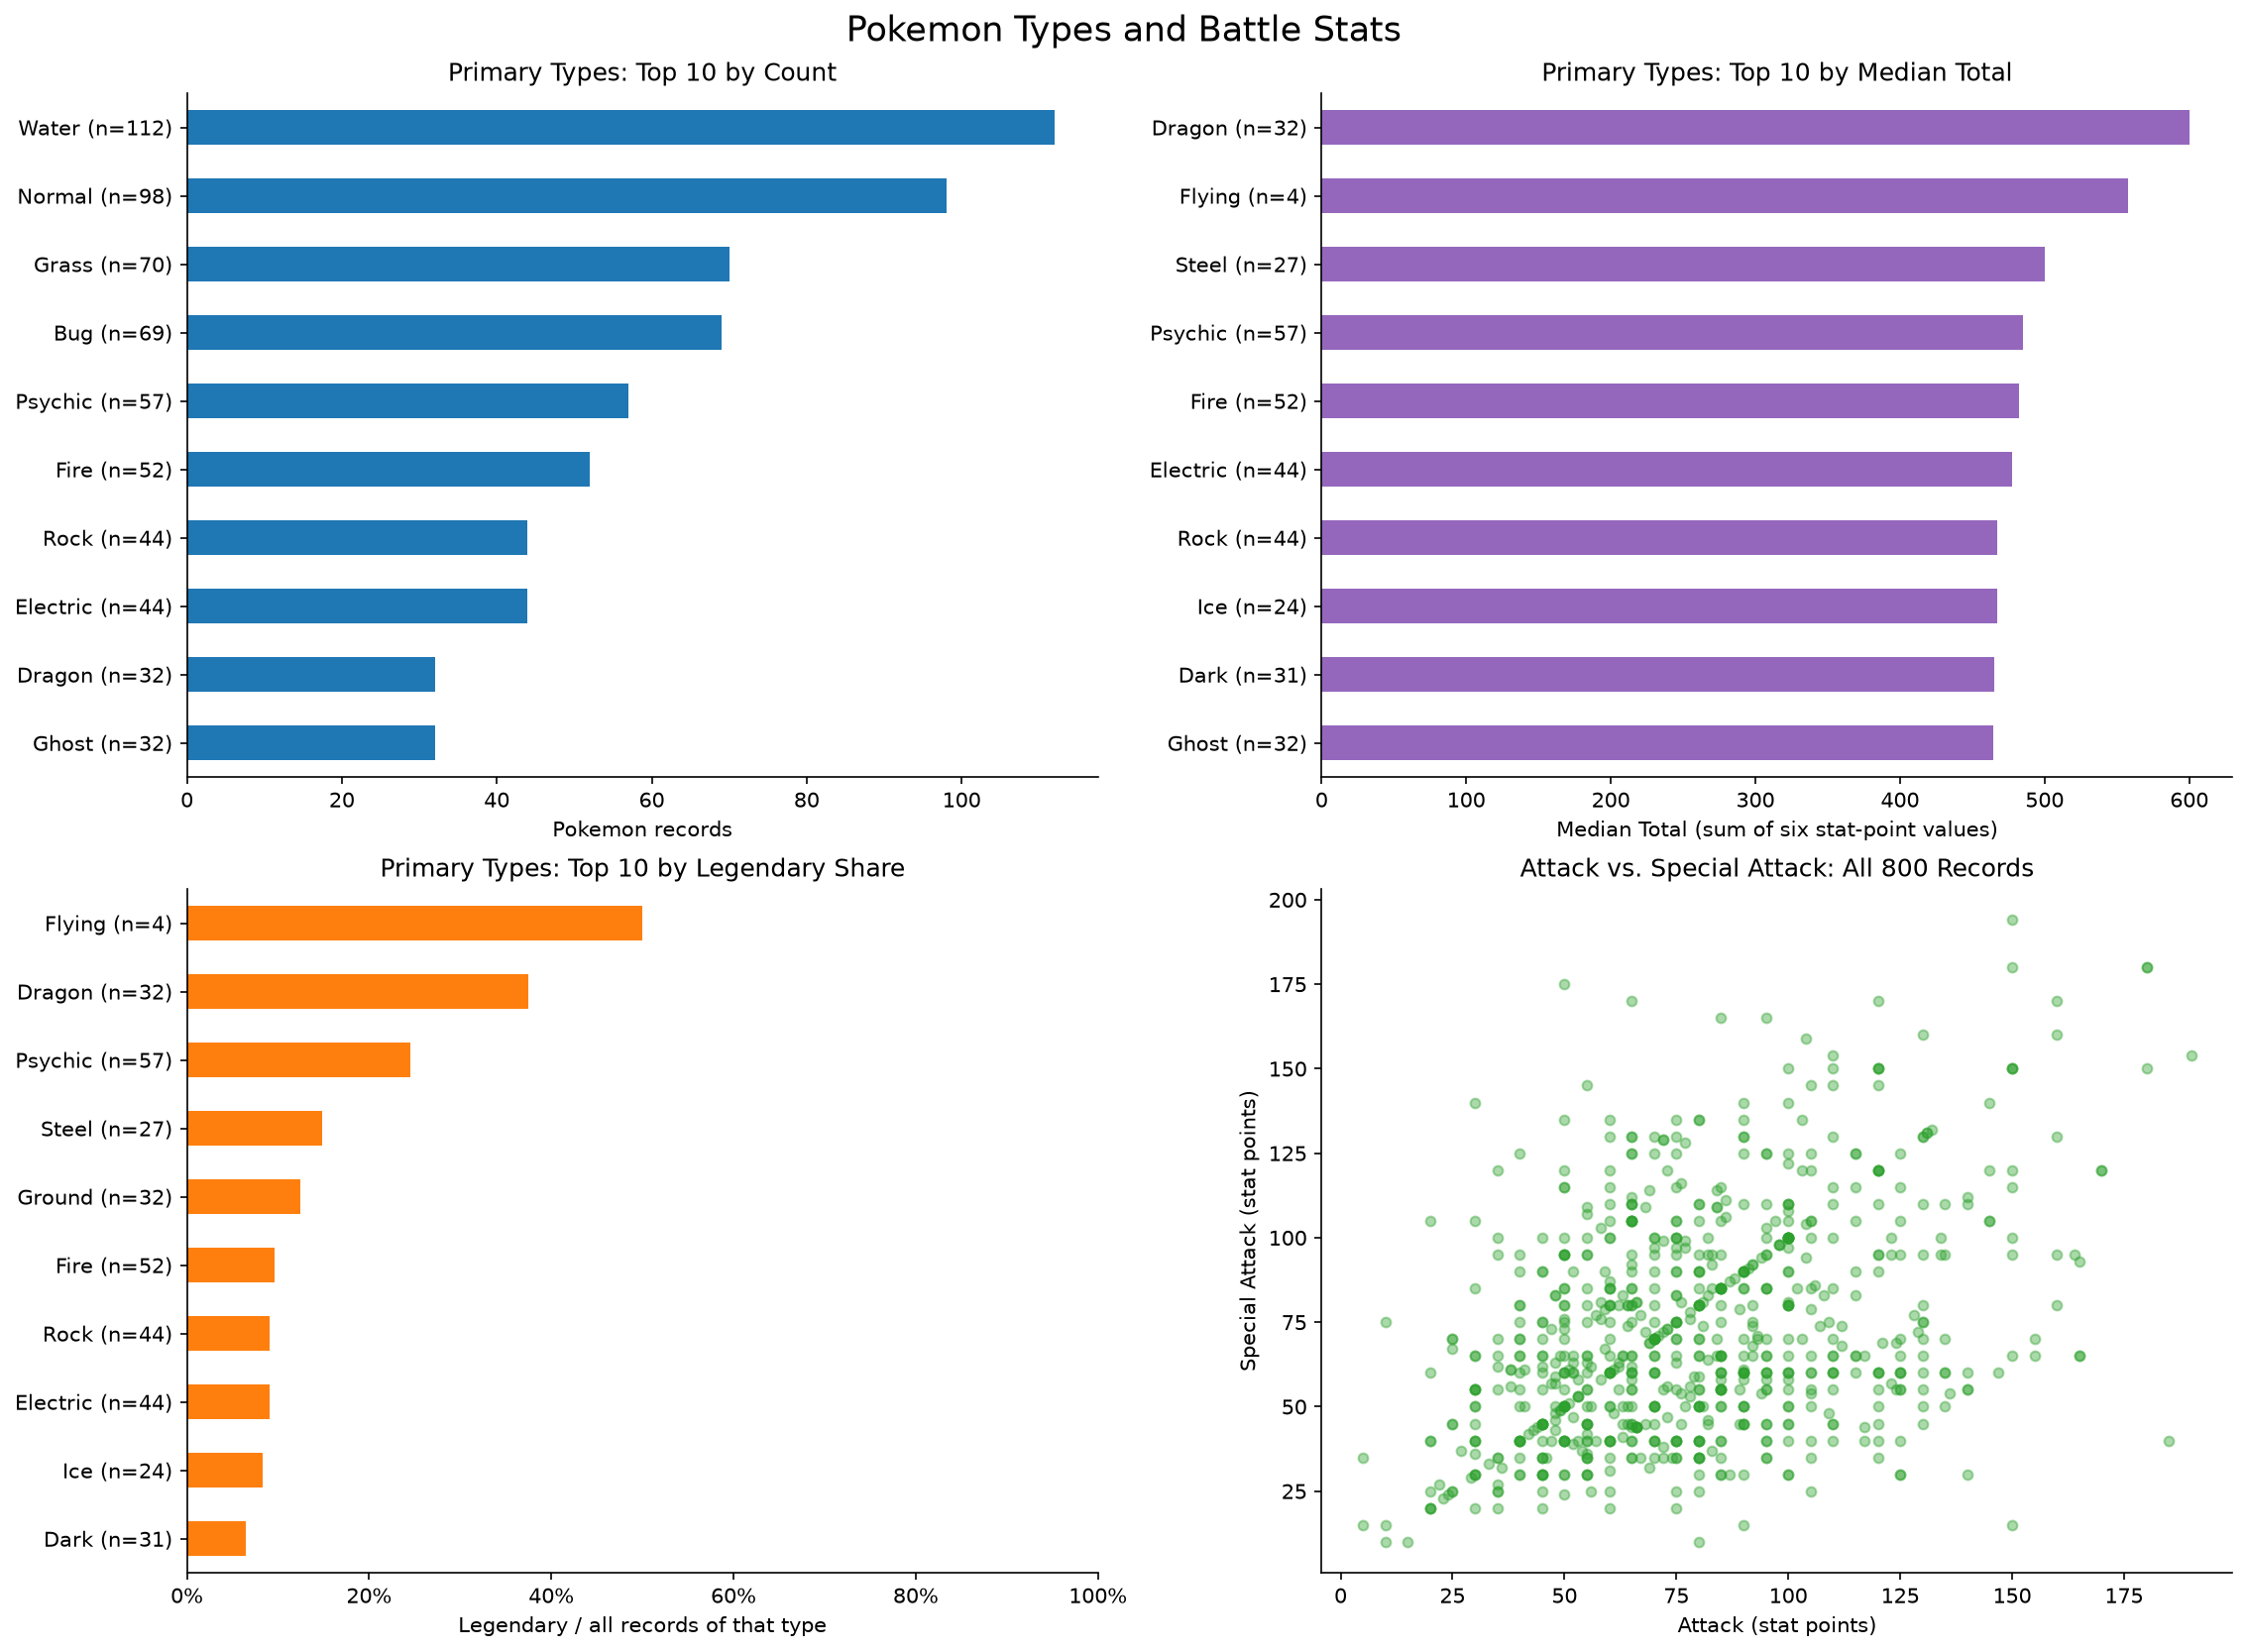 Pokemon Types and Battle Stats
Primary Types: Top 10 by Count
Water (n=112)
Normal (n=98)
Grass (n=70)
Bug (n=69)
Psychic (n=57)
Fire (n=52)
Rock (n=44)
Electric (n=44)
Dragon (n=32)
Ghost (n=32)
0 20 40 60 80 100
Pokemon records
Primary Types: Top 10 by Median Total
Dragon (n=32)
Flying (n=4)
Steel (n=27)
Psychic (n=57)
Fire (n=52)
Electric (n=44)
Rock (n=44)
Ice (n=24)
Dark (n=31)
Ghost (n=32)
0 100 200 300 400 500 600
Median Total (sum of six stat-point values)
Primary Types: Top 10 by Legendary Share
Flying (n=4)
Dragon (n=32)
Psychic (n=57)
Steel (n=27)
Ground (n=32)
Fire (n=52)
Rock (n=44)
Electric (n=44)
Ice (n=24)
Dark (n=31)
0% 20% 40% 60% 80% 100%
Legendary / all records of that type
Attack vs. Special Attack: All 800 Records
Special Attack (stat points)
200
175
150
125
100
75
50
25
0 25 50 75 100 125 150 175
Attack (stat points)